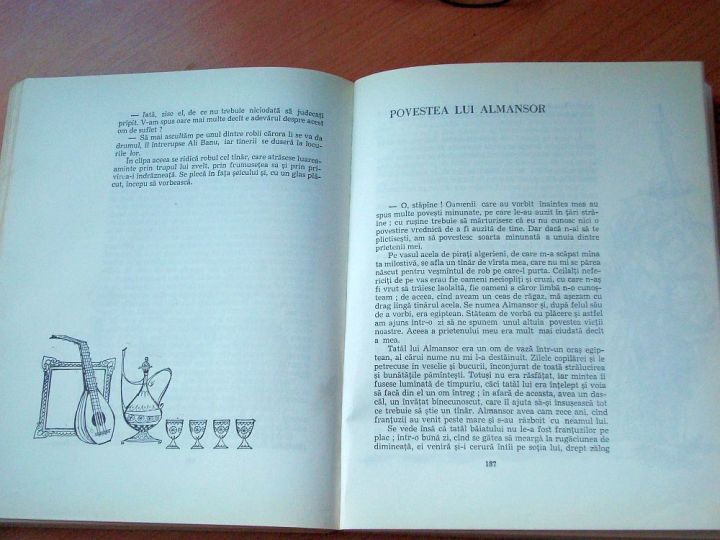 — Iată, zise el, de ce nu trebuie niciodată să judecați
pripit. V-am spus oare mai multe decît e adevărul despre acest
om de suflet ?
— Să mai ascultăm pe unul dintre robii cărora li se va da
drumul, îl întrerupse Ali Banu, iar tinerii se duseră la locu-
rile lor.
În clipa aceea se ridică robul cel tînăr, care atrăsese luarea-
aminte prin trupul lui zvelt, prin frumusețea sa și prin pri-
virea-i îndrăzneață. Se plecă în fața șeicului și, cu un glas plă-
cut, începu să vorbească.
POVESTEA LUI ALMANSOR
— O, stăpîne ! Oamenii care au vorbit înaintea mea au
spus multe povești minunate, pe care le-au auzit în țări stră-
ine ; cu rușine trebuie să mărturisesc că eu nu cunosc nici o
povestire vrednică de a fi auzită de tine. Dar dacă n-ai să te
plictisești, am să povestesc soarta minunată a unuia dintre
prietenii mei.
Pe vasul acela de pirați algerieni, de care m-a scăpat mina
ta milostivă, se afla un tînăr de vîrsta mea, care nu mi se părea
născut pentru veșmîntul de rob pe care-l purta. Ceilalți nefe-
riciți de pe vas erau fie oameni neciopliți și cruzi, cu care n-aș
fi vrut să trăiesc laolaltă, fie oameni a căror limbă n-o cunoș-
team ; de aceea, cînd aveam un ceas de răgaz, mă așezam cu
drag lîngă tînărul acela. Se numea Almansor și, după felul său
de a vorbi, era egiptean. Stăteam de vorbă cu plăcere și astfel
am ajuns într-o zi să ne spunem unul altuia povestea vieții
noastre. Aceea a prietenului meu era mult mai ciudată decît
a mea.
Tatăl lui Almansor era un om de vază într-un oraș egip-
tean, al cărui nume nu mi l-a destăinuit. Zilele copilăriei și le
petrecuse în veselie și bucurii, înconjurat de toată strălucirea
și bunătățile pămîntești. Totuși nu era răsfățat, iar mintea îi
fusese luminată de timpuriu, căci tatăl lui era înțelept și voia
să facă din el un om întreg ; în afară de aceasta, avea un das-
căl, un învățat binecunoscut, care îl ajuta să-și însușească tot
ce trebuie să știe un tînăr. Almansor avea cam zece ani, cînd
franțuzii au venit peste mare și s-au război cu neamul lui.
Se vede însă că tatăl băiatului nu le-a fost franțuzilor pe
plac ; într-o bună zi, cînd se gătea să meargă la rugăciunea de
dimineață, ei veniră și-i cerură întîi pe soția lui, drept zălog
187